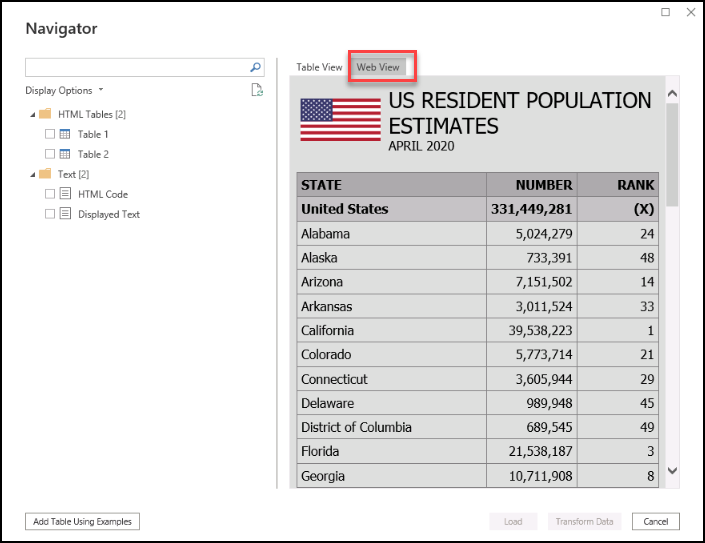 Navigator
Display Options
HTML Tables [2]
Table 1
Table 2
Text [2]
HTML Code
Displayed Text
Table View Web View
US RESIDENT POPULATION
ESTIMATES
APRIL 2020
STATE NUMBER RANK
United States 331,449,281 (X)
Alabama 5,024,279 24
Alaska 733,391 48
Arizona 7,151,502 14
Arkansas 3,011,524 33
California 39,538,223 1
Colorado 5,773,714 21
Connecticut 3,605,944 29
Delaware 989,948 45
District of Columbia 689,545 49
Florida 21,538,187 3
Georgia 10,711,908 8
Add Table Using Examples Load Transform Data Cancel